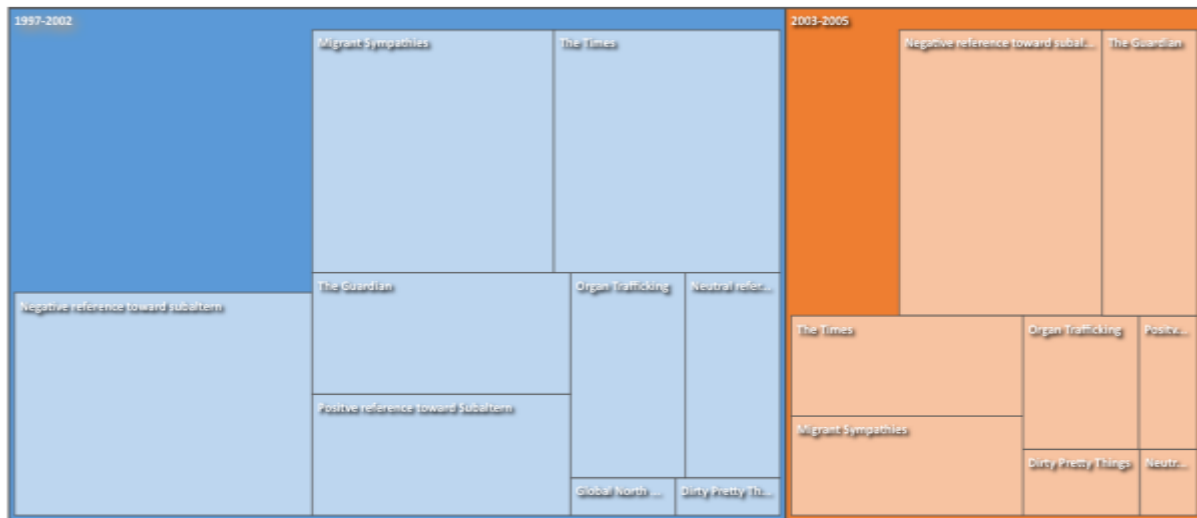 1997-2002
Migrant Sympathies
The Times
Negative reference toward subaltern
The Guardian
Organ Trafficking
Neutral refer...
Positve reference toward Subaltern
Global North ...
Dirty Pretty Th...
2003-2005
Negative reference toward subal...
The Guardian
The Times
Organ Trafficking
Positv...
Migrant Sympathies
Dirty Pretty Things
Neutr...